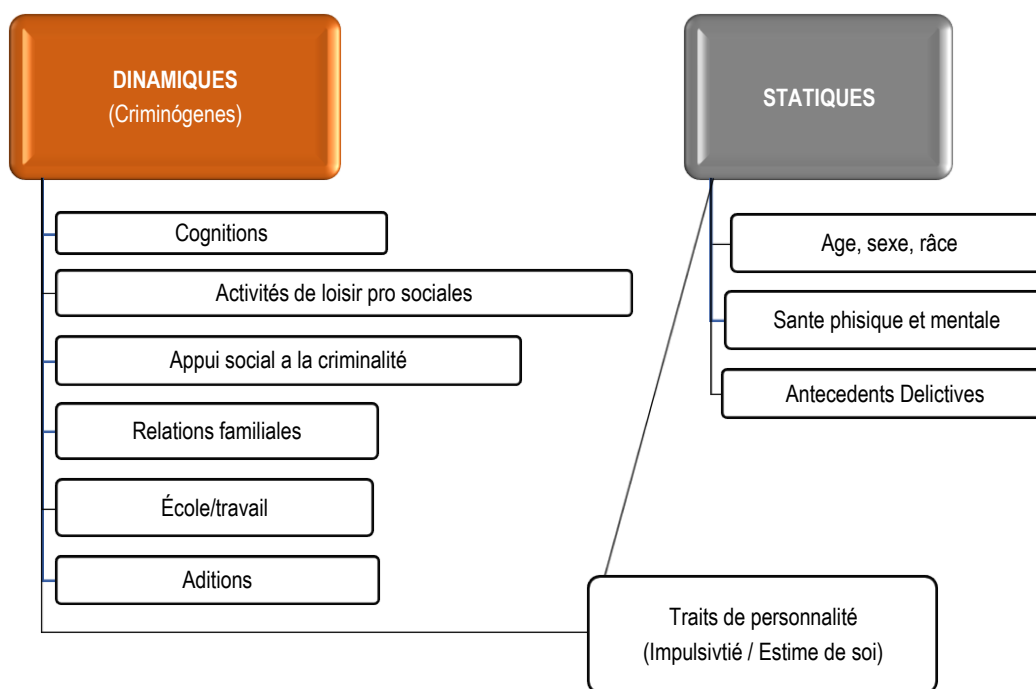 DINAMIQUES
(Criminógenes)
Cognitions
Activités de loisir pro sociales
Appui social a la criminalité
Relations familiales
École/travail
Aditions
STATIQUES
Age, sexe, râce
Sante phisique et mentale
Antecedents Delictives
Traits de personnalité
(Impulsivtié / Estime de soi)